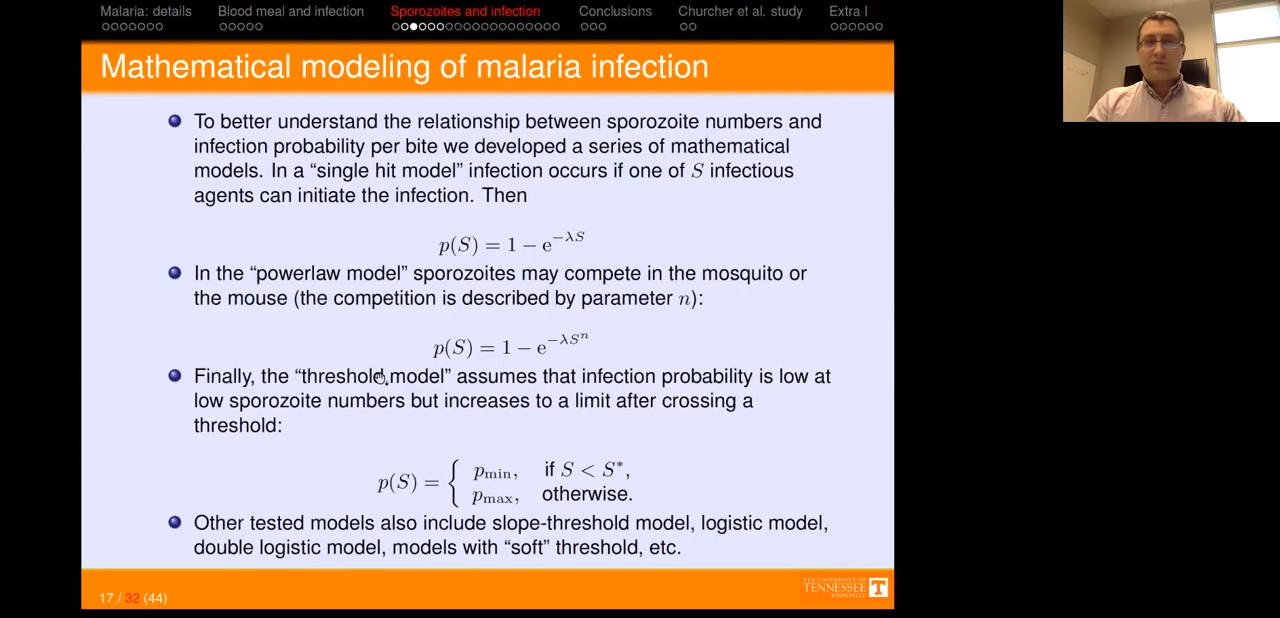 Malaria: details Blood meal and infection Sporozoites and infection Conclusions Churcher et al. study Extra I
Mathematical modeling of malaria infection
To better understand the relationship between sporozoite numbers and
infection probability per bite we developed a series of mathematical
models. In a “single hit model” infection occurs if one of S infectious
agents can initiate the infection. Then
p(S) = 1 − e^{−λS}
In the “powerlaw model” sporozoites may compete in the mosquito or
the mouse (the competition is described by parameter n):
p(S) = 1 − e^{−λS^n}
Finally, the “threshold model” assumes that infection probability is low at
low sporozoite numbers but increases to a limit after crossing a
threshold:
p(S) = { p_min, if S < S*,
p_max, otherwise.
Other tested models also include slope-threshold model, logistic model,
double logistic model, models with “soft” threshold, etc.
THE UNIVERSITY OF
TENNESSEE T
KNOXVILLE
17 / 32 (44)